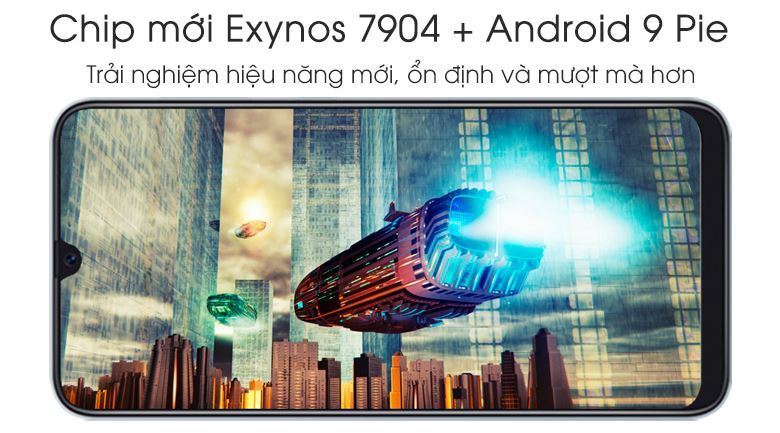 Chip mới Exynos 7904 + Android 9 Pie
Trải nghiệm hiệu năng mới, ổn định và mượt mà hơn